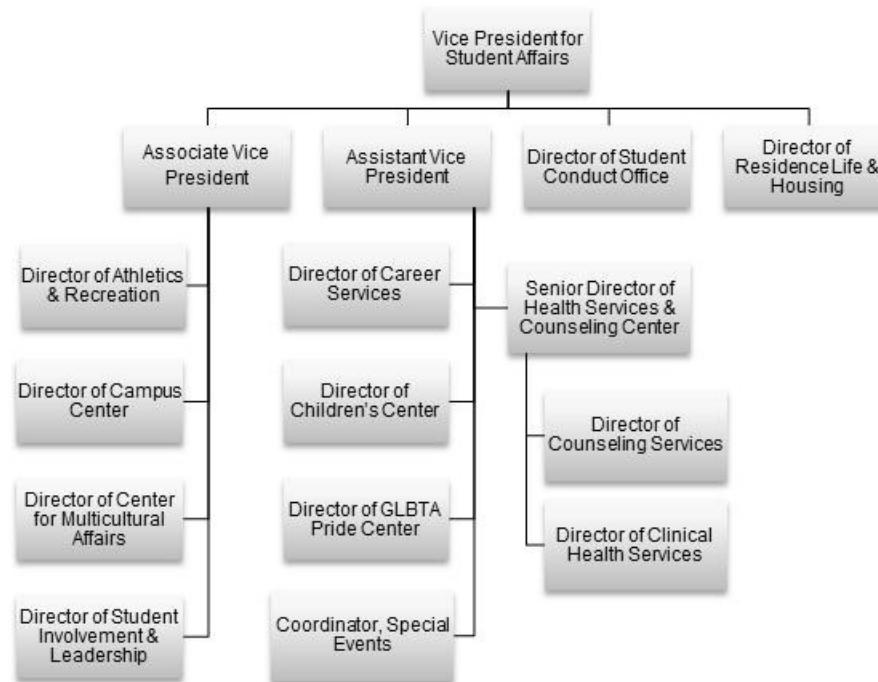 Vice President for
Student Affairs
Associate Vice
President
Assistant Vice
President
Director of Student
Conduct Office
Director of
Residence Life &
Housing
Director of Athletics
& Recreation
Director of Campus
Center
Director of Center
for Multicultural
Affairs
Director of Student
Involvement &
Leadership
Director of Career
Services
Director of
Children's Center
Director of GLBTA
Pride Center
Coordinator, Special
Events
Senior Director of
Health Services &
Counseling Center
Director of
Counseling Services
Director of Clinical
Health Services